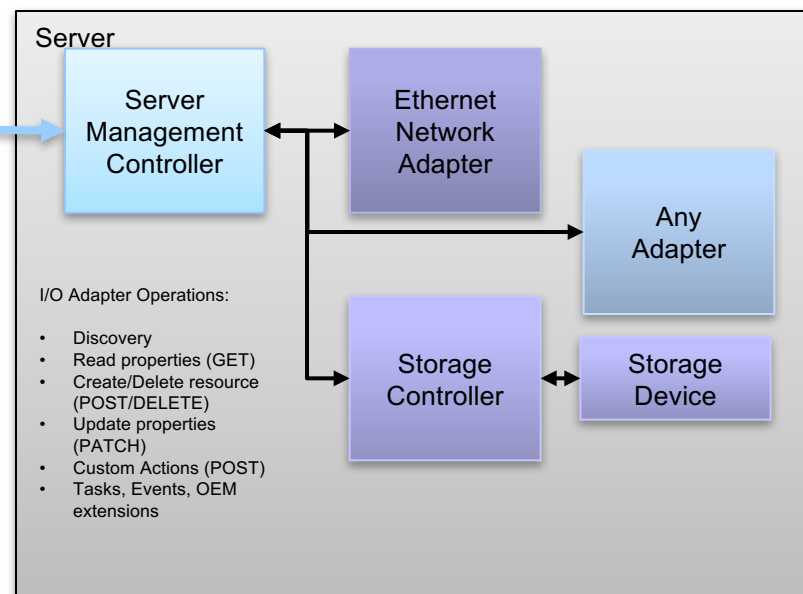 Server
Server
Management
Controller
Ethernet
Network
Adapter
Any
Adapter
I/O Adapter Operations:
• Discovery
• Read properties (GET)
• Create/Delete resource
(POST/DELETE)
• Update properties
(PATCH)
• Custom Actions (POST)
• Tasks, Events, OEM
extensions
Storage
Controller
Storage
Device